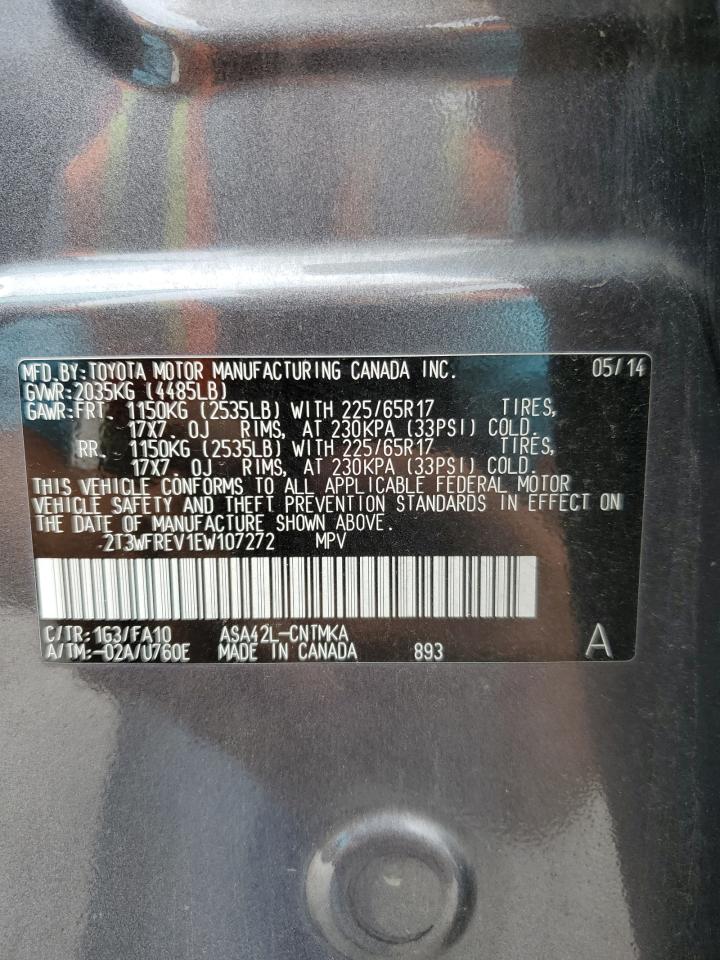 MFD.BY:TOYOTA MOTOR MANUFACTURING CANADA INC. 05/14
GVWR:2035KG (4485LB)
GAWR:FRT. 1150KG (2535LB) WITH 225/65R17 TIRES,
17X7.0J RIMS, AT 230KPA (33PSI) COLD.
RR. 1150KG (2535LB) WITH 225/65R17 TIRES,
17X7.0J RIMS, AT 230KPA (33PSI) COLD.
THIS VEHICLE CONFORMS TO ALL APPLICABLE FEDERAL MOTOR
VEHICLE SAFETY AND THEFT PREVENTION STANDARDS IN EFFECT ON
THE DATE OF MANUFACTURE SHOWN ABOVE.
2T3WFREV1EW107272 MPV
C/TR:1G3/FA10 ASA42L-CNTMKA
A/TM:-02A/U760E MADE IN CANADA 893 A